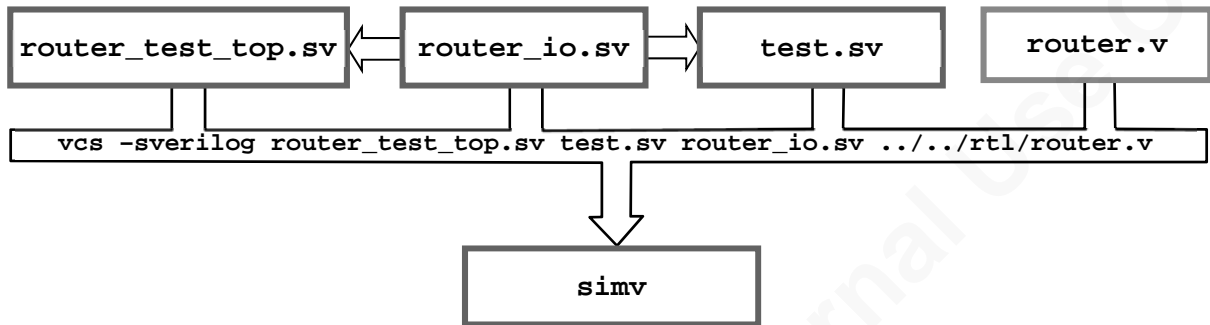 router_test_top.sv router_io.sv test.sv router.v
vcs –sverilog router_test_top.sv test.sv router_io.sv ../../rtl/router.v
simv